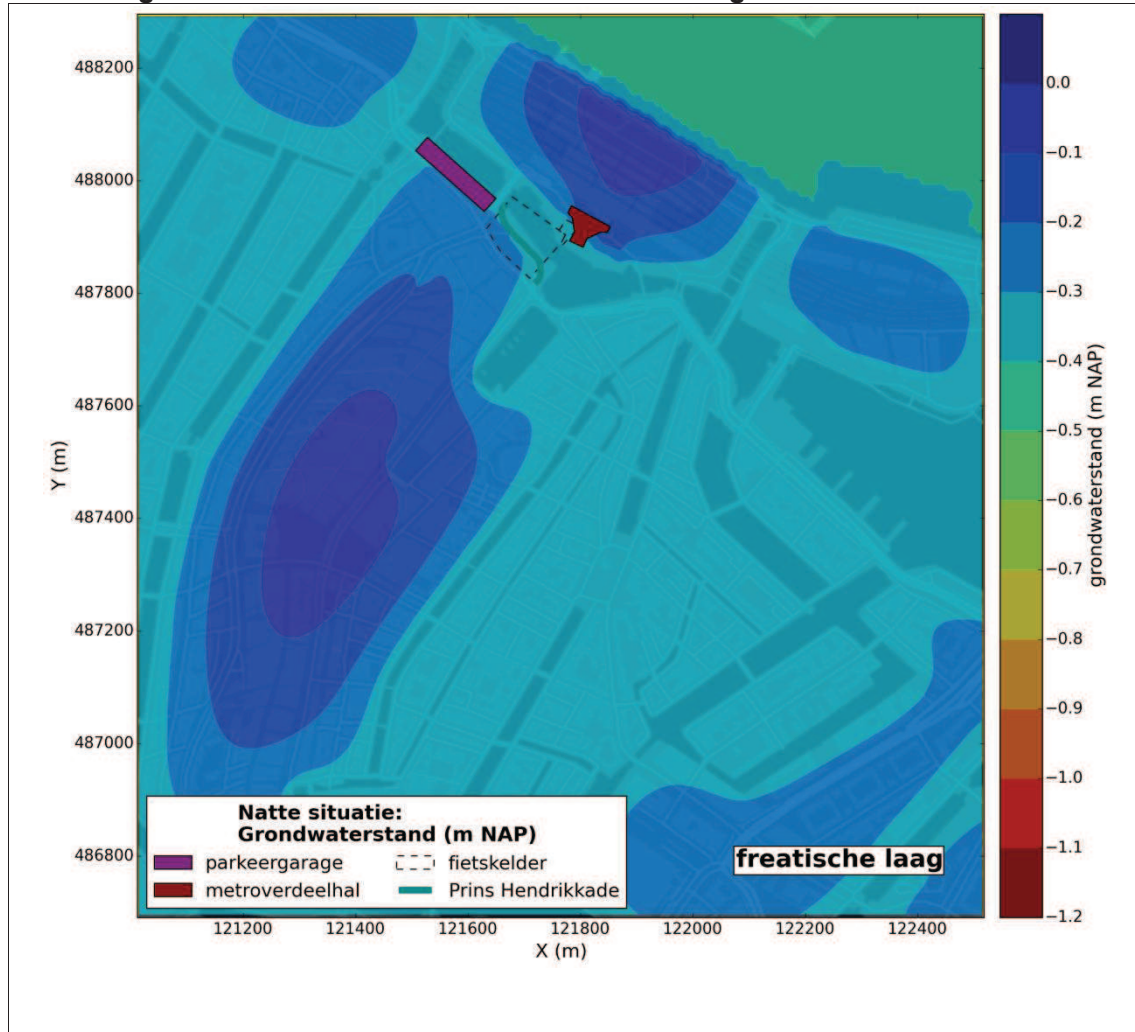 488200
488000
487800
487600
487400
487200
487000
486800
Y (m)
121200 121400 121600 121800 122000 122200 122400
X (m)
0.0
−0.1
−0.2
−0.3
−0.4
−0.5
−0.6
−0.7
−0.8
−0.9
−1.0
−1.1
−1.2
grondwaterstand (m NAP)
Natte situatie:
Grondwaterstand (m NAP)
parkeergarage
fietskelder
metroverdeelhal
Prins Hendrikkade
freatische laag